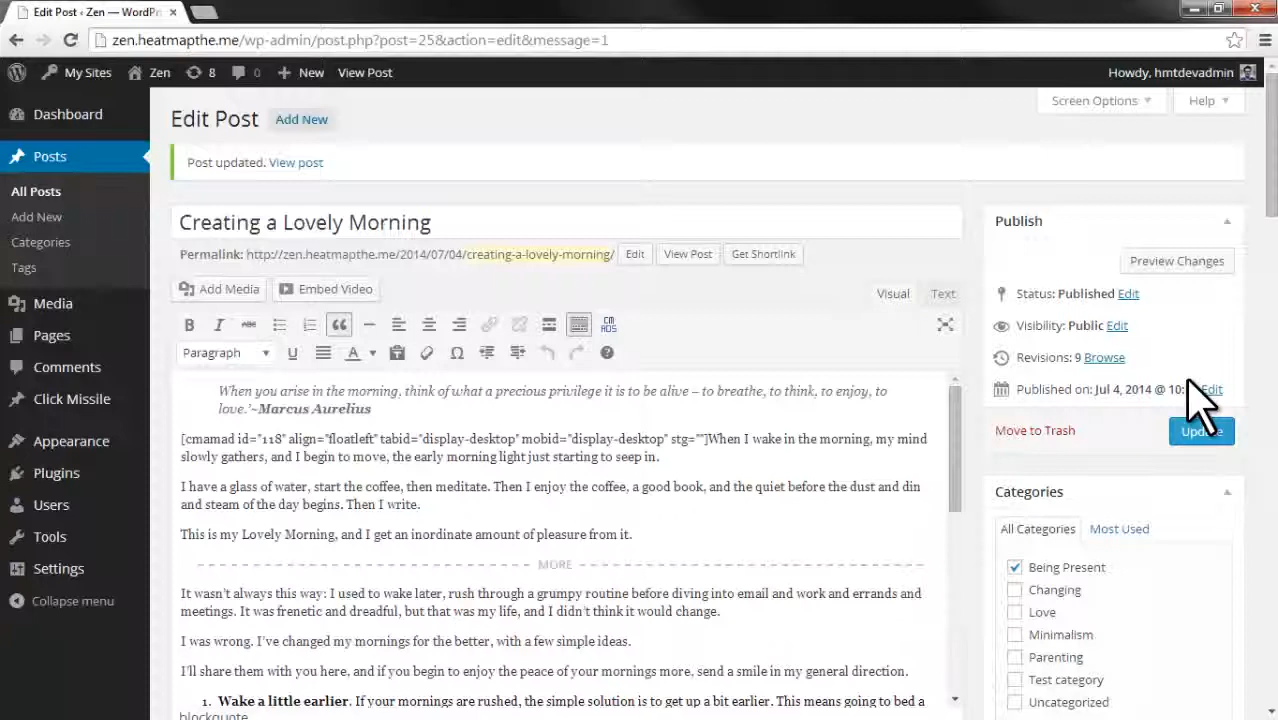 Edit Post ‹ Zen — WordPr
zen.heatmapthe.me/wp-admin/post.php?post=25&action=edit&message=1
My Sites Zen 8 0 New View Post Howdy, hmtdevadmin
Dashboard
Posts
All Posts
Add New
Categories
Tags
Media
Pages
Comments
Click Missile
Appearance
Plugins
Users
Tools
Settings
Collapse menu
Screen Options Help
Edit Post Add New
Post updated. View post
Creating a Lovely Morning
Permalink: http://zen.heatmapthe.me/2014/07/04/creating-a-lovely-morning/ Edit View Post Get Shortlink
Add Media Embed Video Visual Text
B I ABC CM ADS
Paragraph U A
When you arise in the morning, think of what a precious privilege it is to be alive – to breathe, to think, to enjoy, to
love.'~Marcus Aurelius
[cmamad id="118" align="floatleft" tabid="display-desktop" mobid="display-desktop" stg=""]When I wake in the morning, my mind
slowly gathers, and I begin to move, the early morning light just starting to seep in.
I have a glass of water, start the coffee, then meditate. Then I enjoy the coffee, a good book, and the quiet before the dust and din
and steam of the day begins. Then I write.
This is my Lovely Morning, and I get an inordinate amount of pleasure from it.
MORE
It wasn't always this way: I used to wake later, rush through a grumpy routine before diving into email and work and errands and
meetings. It was frenetic and dreadful, but that was my life, and I didn't think it would change.
I was wrong. I've changed my mornings for the better, with a few simple ideas.
I'll share them with you here, and if you begin to enjoy the peace of your mornings more, send a smile in my general direction.
1. Wake a little earlier. If your mornings are rushed, the simple solution is to get up a bit earlier. This means going to bed a
blockquote
Publish
Preview Changes
Status: Published Edit
Visibility: Public Edit
Revisions: 9 Browse
Published on: Jul 4, 2014 @ 10: Edit
Move to Trash Update
Categories
All Categories Most Used
Being Present
Changing
Love
Minimalism
Parenting
Test category
Uncategorized